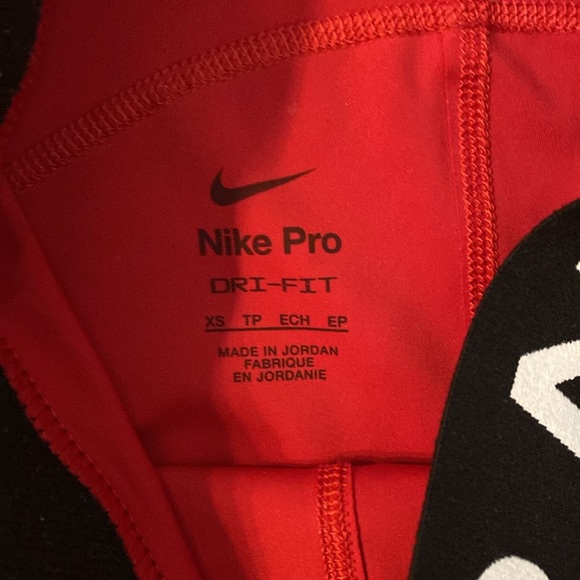 Nike Pro
DRI-FIT
XS TP ECH EP
MADE IN JORDAN
FABRIQUE
EN JORDANIE